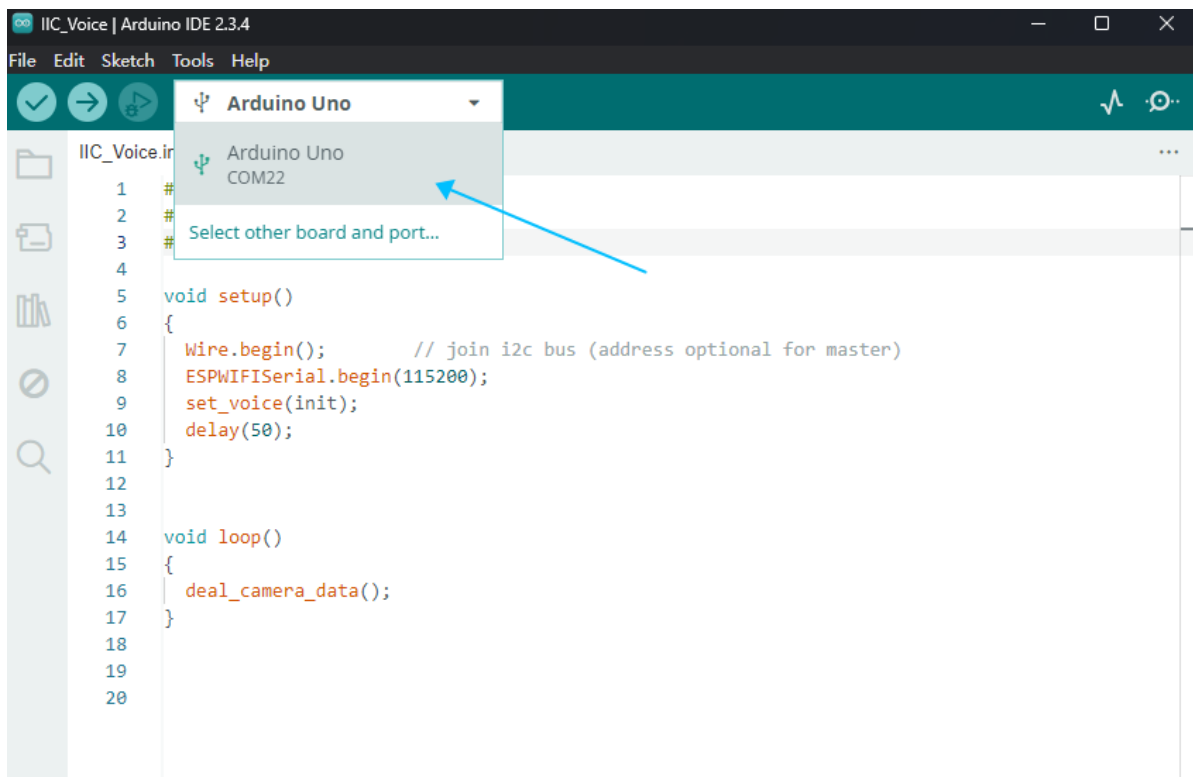 IIC_Voice | Arduino IDE 2.3.4
File Edit Sketch Tools Help
Arduino Uno
IIC_Voice.in
Arduino Uno
COM22
Select other board and port...
1 #
2 #
3 #
4
5 void setup()
6 {
7 Wire.begin(); // join i2c bus (address optional for master)
8 ESPWIFISerial.begin(115200);
9 set_voice(init);
10 delay(50);
11 }
12
13
14 void loop()
15 {
16 deal_camera_data();
17 }
18
19
20